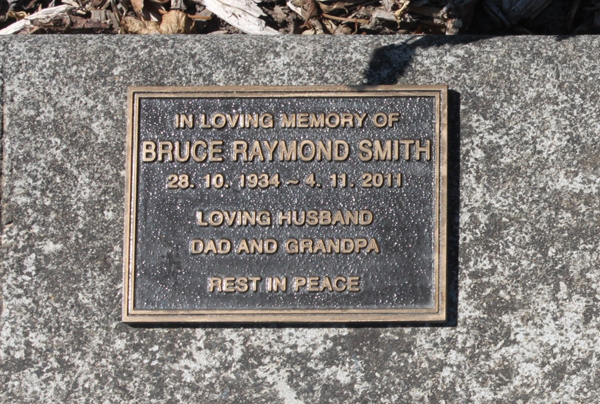 IN LOVING MEMORY OF
BRUCE RAYMOND SMITH
28. 10. 1934 ~ 4. 11. 2011
LOVING HUSBAND
DAD AND GRANDPA
REST IN PEACE